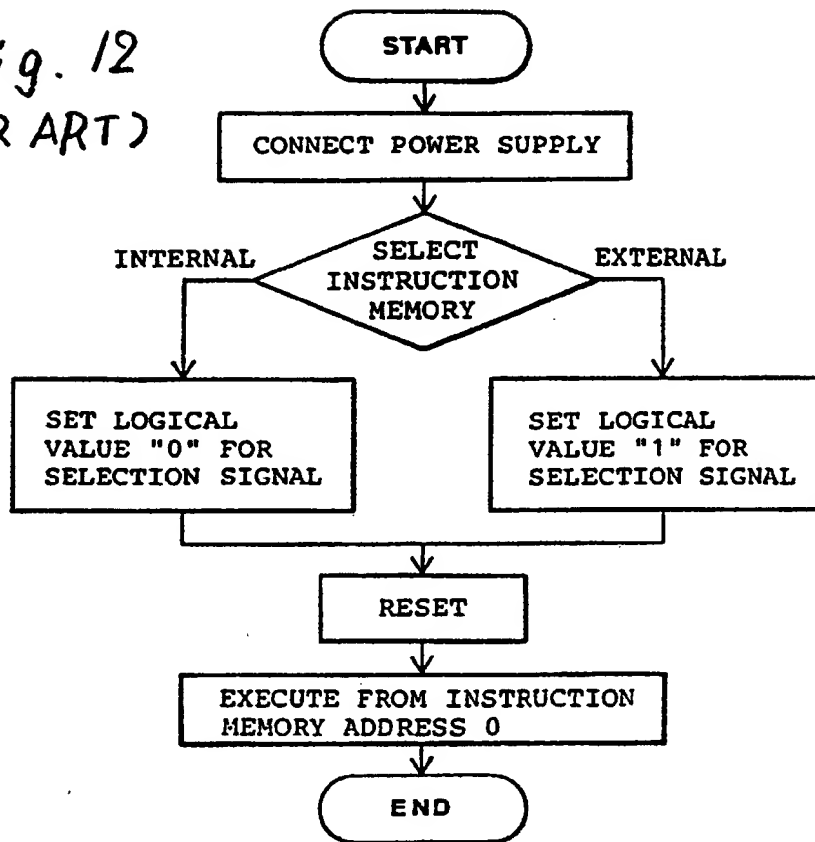 ig. 12
R ART)
START
CONNECT POWER SUPPLY
SELECT
INSTRUCTION
MEMORY
INTERNAL
EXTERNAL
SET LOGICAL
VALUE "0" FOR
SELECTION SIGNAL
SET LOGICAL
VALUE "1" FOR
SELECTION SIGNAL
RESET
EXECUTE FROM INSTRUCTION
MEMORY ADDRESS 0
END